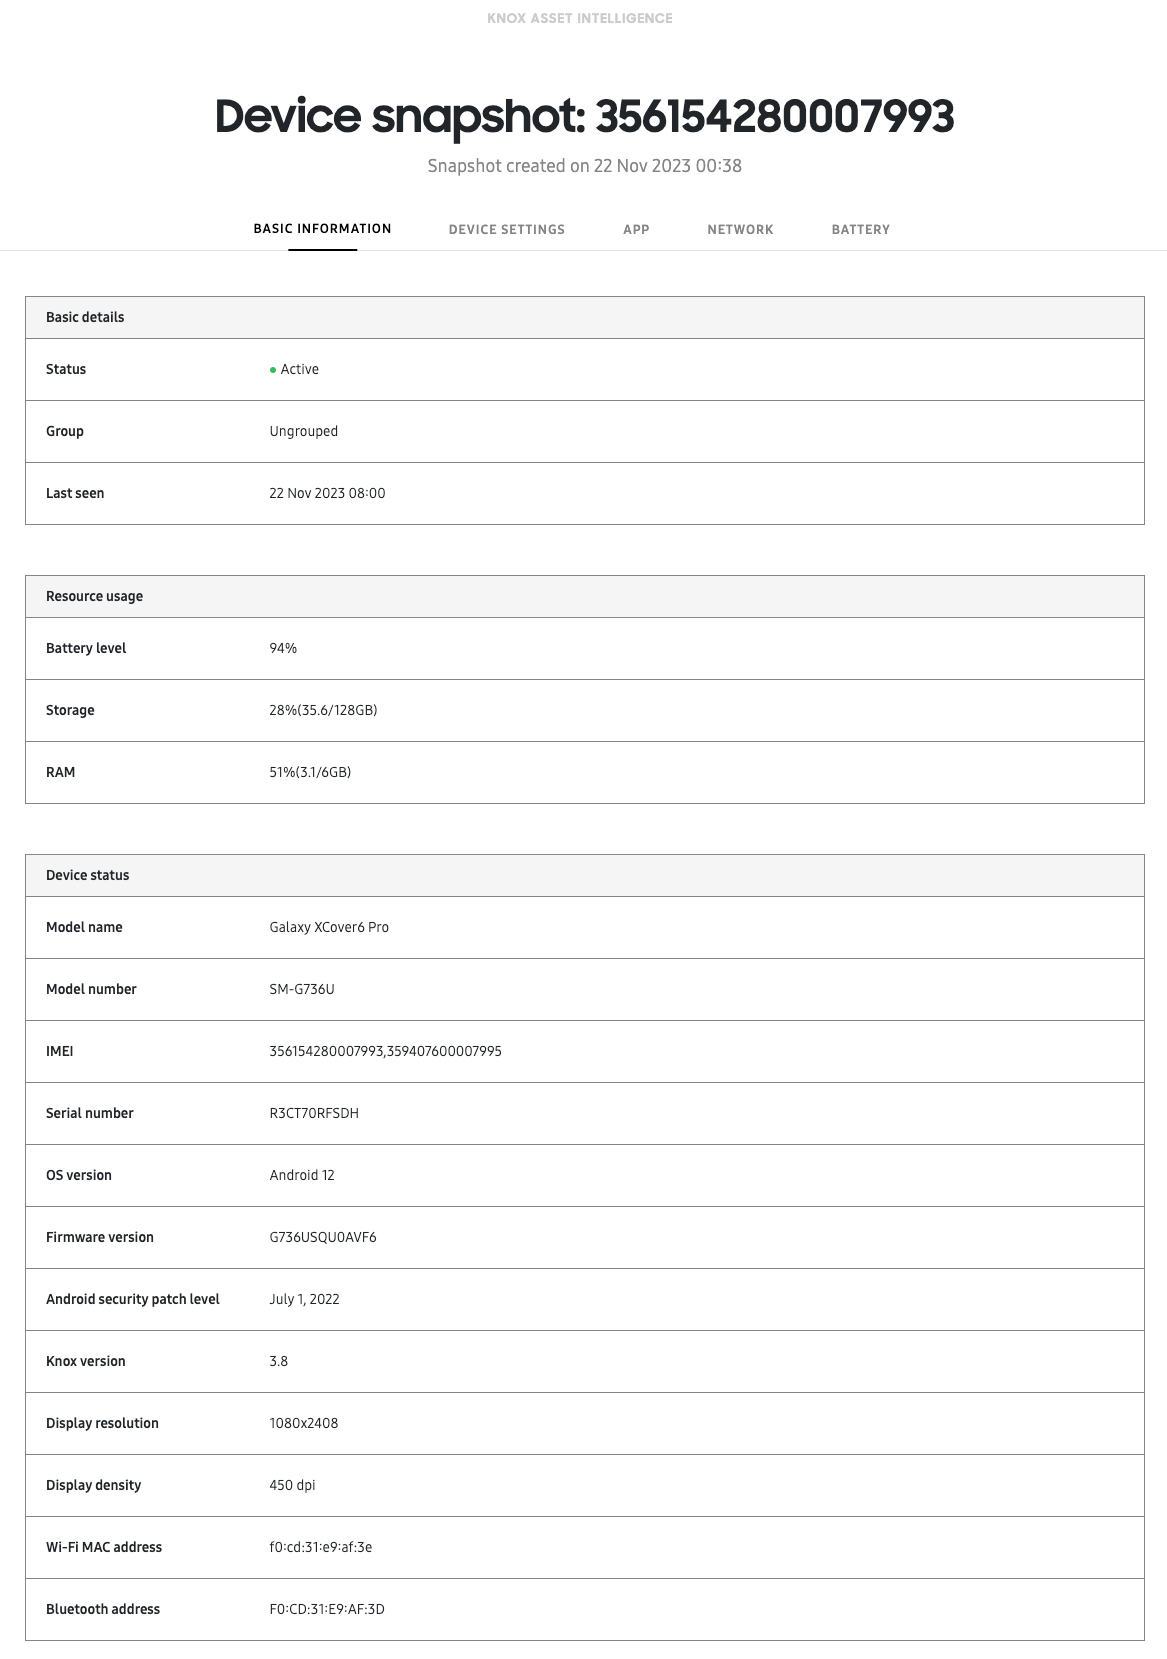 KNOX ASSET INTELLIGENCE
Device snapshot: 356154280007993
Snapshot created on 22 Nov 2023 00:38
BASIC INFORMATION DEVICE SETTINGS APP NETWORK BATTERY
Basic details
Status Active
Group Ungrouped
Last seen 22 Nov 2023 08:00
Resource usage
Battery level 94%
Storage 28%(35.6/128GB)
RAM 51%(3.1/6GB)
Device status
Model name Galaxy XCover6 Pro
Model number SM-G736U
IMEI 356154280007993,359407600007995
Serial number R3CT70RFSDH
OS version Android 12
Firmware version G736USQU0AVF6
Android security patch level July 1, 2022
Knox version 3.8
Display resolution 1080x2408
Display density 450 dpi
Wi-Fi MAC address f0:cd:31:e9:af:3e
Bluetooth address F0:CD:31:E9:AF:3D